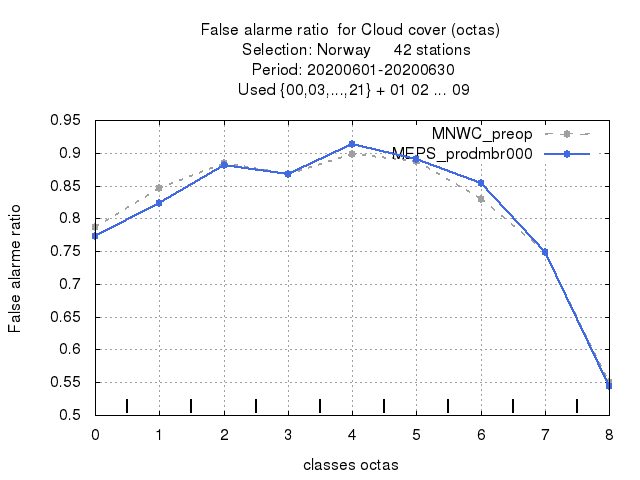 False alarme ratio  for Cloud cover (octas)
Selection: Norway     42 stations
Period: 20200601-20200630
Used {00,03,...,21} + 01 02 ... 09
MNWC_preop
MEPS_prodmbr000
False alarme ratio
0.95
0.9
0.85
0.8
0.75
0.7
0.65
0.6
0.55
0.5
0 1 2 3 4 5 6 7 8
classes octas